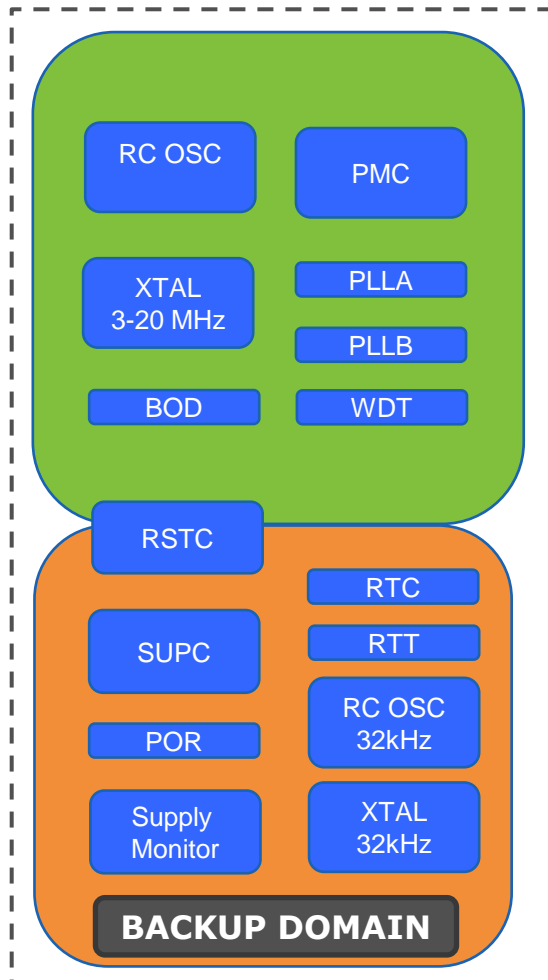 RC OSC
PMC
XTAL
3-20 MHz
PLLA
PLLB
BOD
WDT
RSTC
RTC
SUPC
RTT
RC OSC
32kHz
POR
Supply
Monitor
XTAL
32kHz
BACKUP DOMAIN